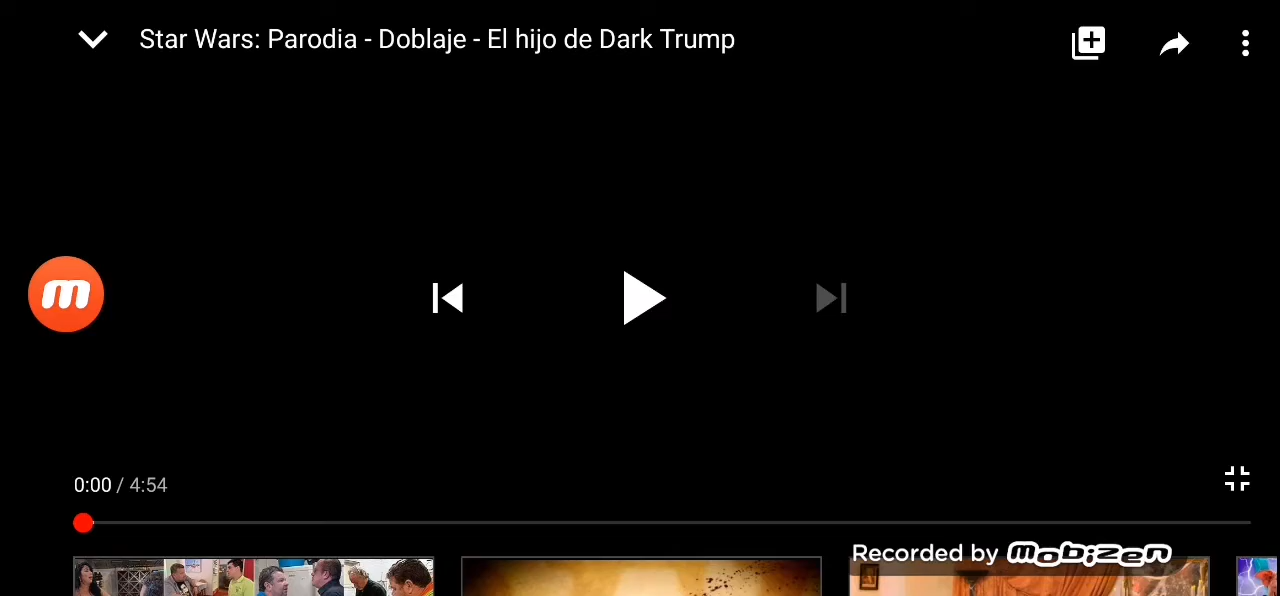 Star Wars: Parodia - Doblaje - El hijo de Dark Trump
m
0:00 / 4:54
Recorded by mobizen